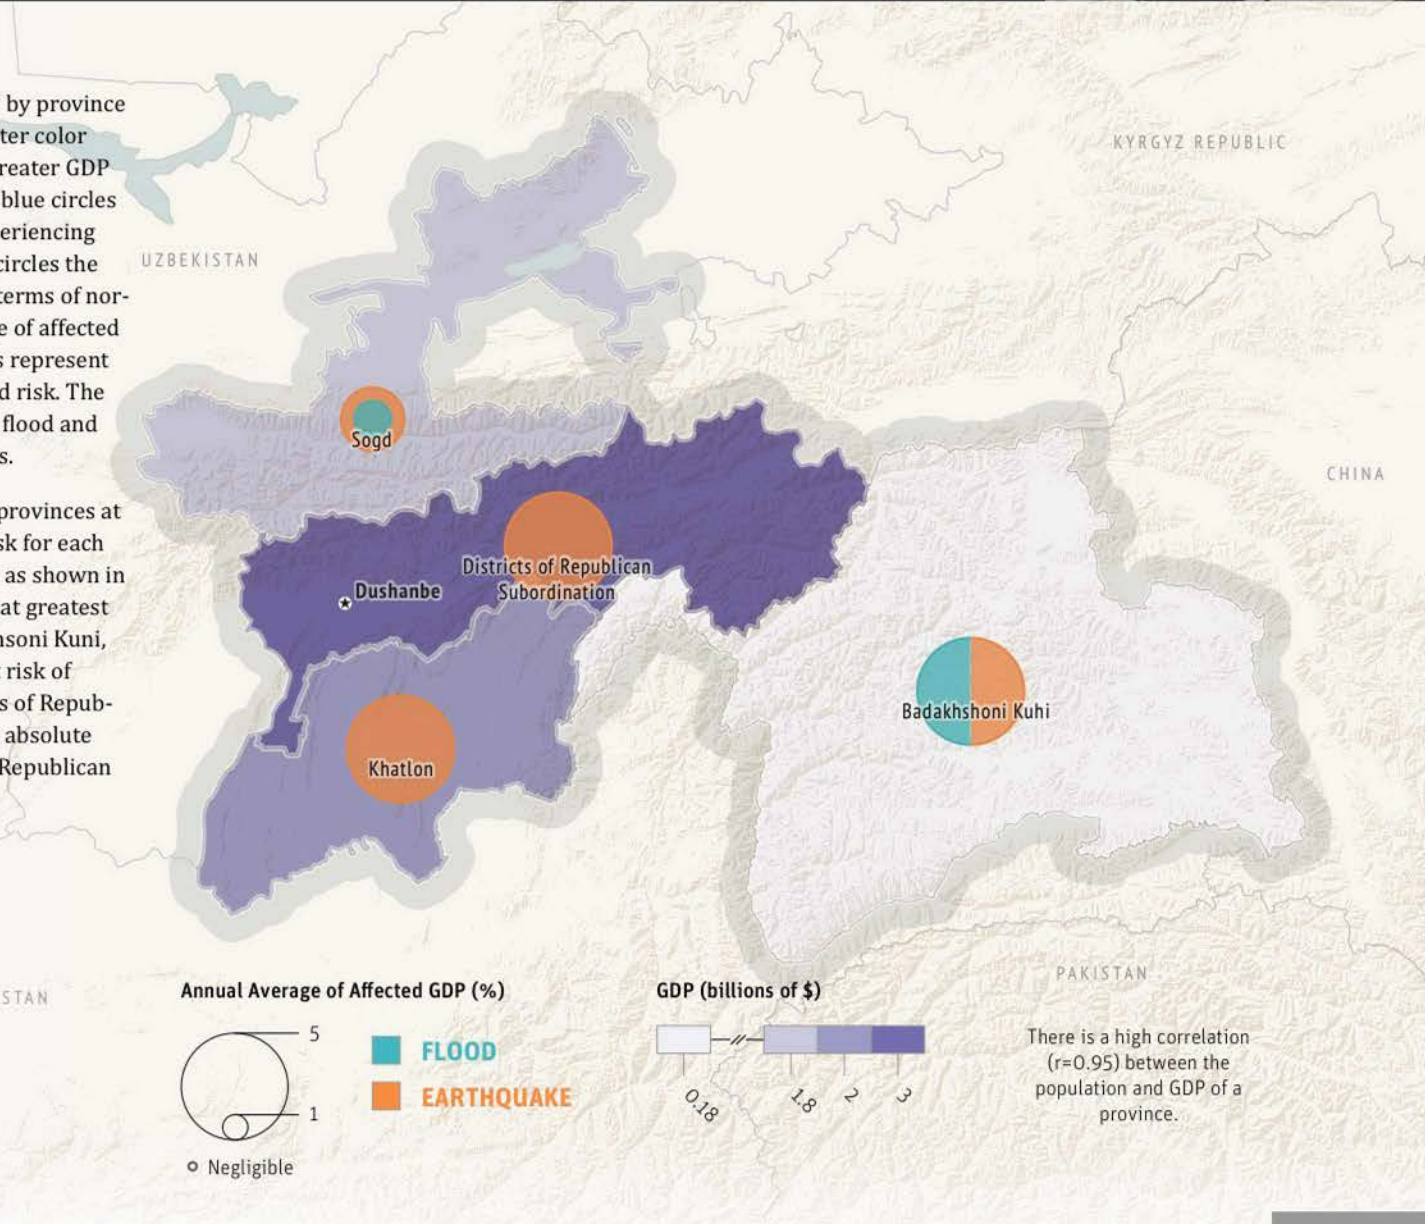 by province
ter color
reater GDP
blue circles
eriencing
circles the
terms of nor-
e of affected
s represent
d risk. The
flood and
s.
provinces at
sk for each
as shown in
at greatest
nsoni Kuni,
risk of
s of Repub-
absolute
Republican
KYRGYZ REPUBLIC
UZBEKISTAN
CHINA
Sogd
Districts of Republican
Subordination
Dushanbe
Badakhshoni Kuhi
Khatlon
PAKISTAN
STAN
Annual Average of Affected GDP (%)
5
1
Negligible
FLOOD
EARTHQUAKE
GDP (billions of $)
0.18
1.8
2
3
There is a high correlation
(r=0.95) between the
population and GDP of a
province.